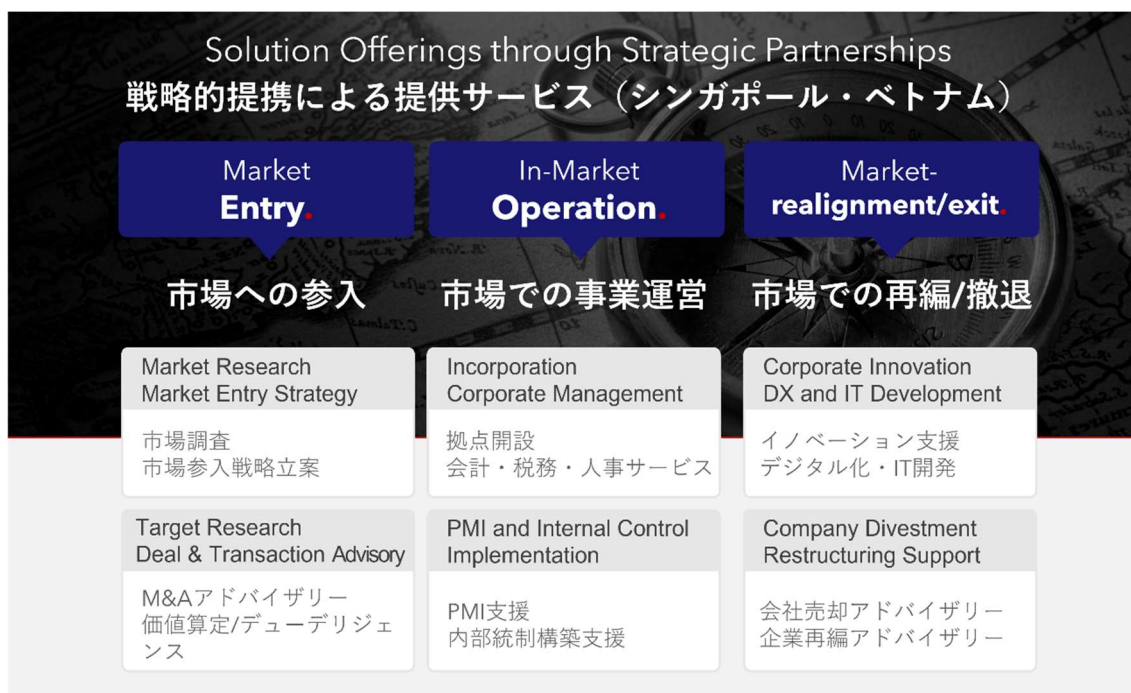 Solution Offerings through Strategic Partnerships
戦略的提携による提供サービス（シンガポール・ベトナム）
Market
Entry.
市場への参入
In-Market
Operation.
市場での事業運営
Market-
realignment/exit.
市場での再編/撤退
Market Research
Market Entry Strategy
市場調査
市場参入戦略立案
Incorporation
Corporate Management
拠点開設
会計・税務・人事サービス
Corporate Innovation
DX and IT Development
イノベーション支援
デジタル化・IT開発
Target Research
Deal & Transaction Advisory
M&Aアドバイザリー
価値算定/デューデリジェ
ンス
PMI and Internal Control
Implementation
PMI支援
内部統制構築支援
Company Divestment
Restructuring Support
会社売却アドバイザリー
企業再編アドバイザリー